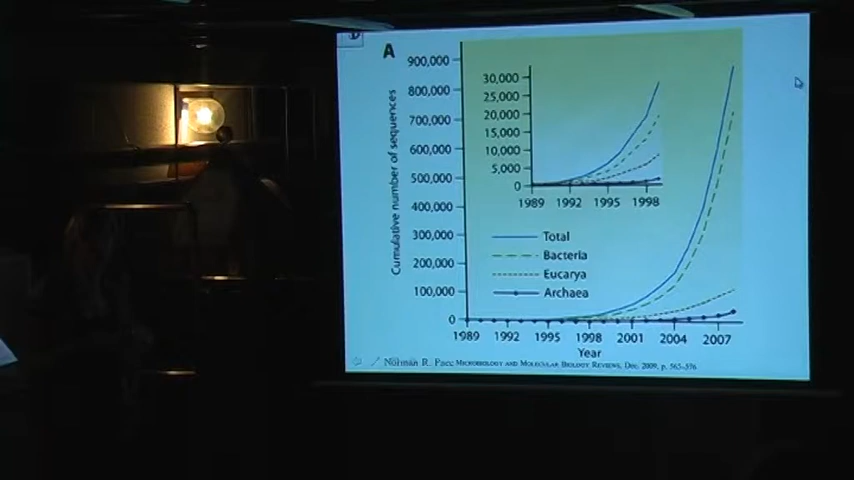 A
900,000
800,000
700,000
600,000
500,000
400,000
300,000
200,000
100,000
0
Cumulative number of sequences
30,000
25,000
20,000
15,000
10,000
5,000
0
1989 1992 1995 1998
Total
Bacteria
Eucarya
Archaea
1989 1992 1995 1998 2001 2004 2007
Year
Norman R. Pace Microbiology and Molecular Biology Reviews, Dec. 2009, p. 565–576